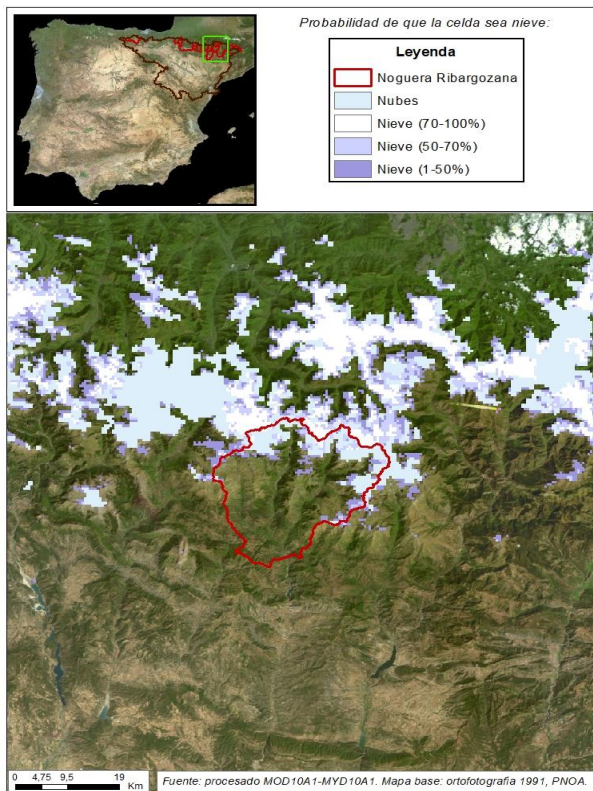 Probabilidad de que la celda sea nieve:
Leyenda
Noguera Ribargozana
Nubes
Nieve (70-100%)
Nieve (50-70%)
Nieve (1-50%)
0 4,75 9,5 19
Km
Fuente: procesado MOD10A1-MYD10A1. Mapa base: ortofotografia 1991, PNOA.